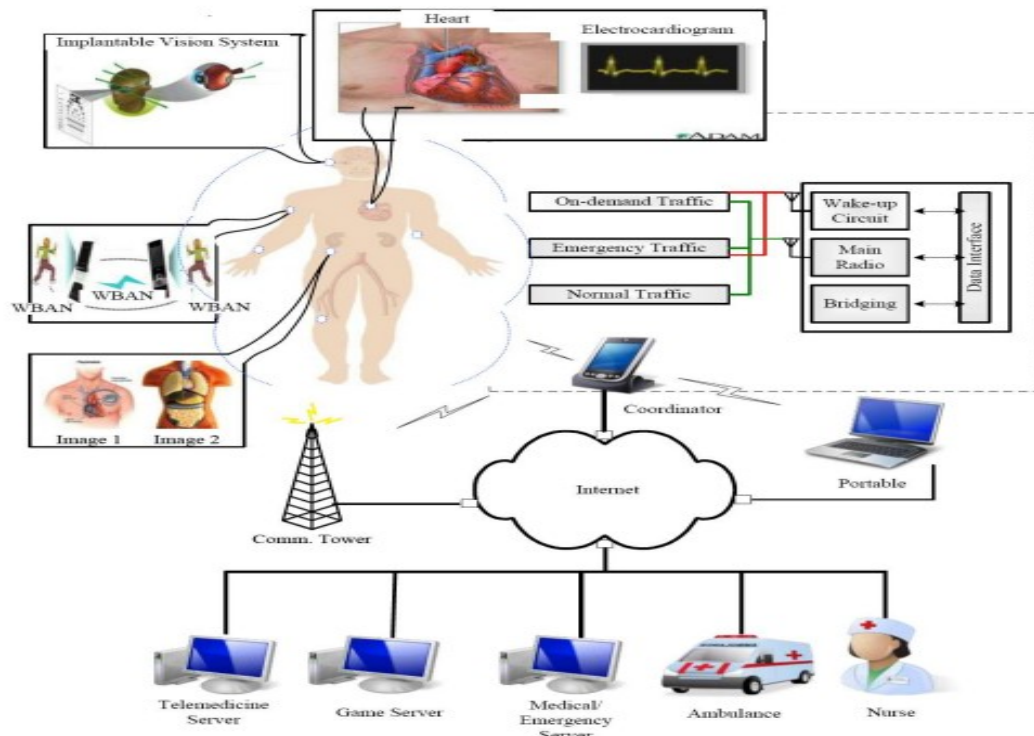 Heart
Implantable Vision System
Electrocardiogram
ADAM
On-demand Traffic
Wake-up
Circuit
Emergency Traffic
Main
Radio
Data Interface
Normal Traffic
Bridging
WBAN
WBAN
WBAN
Image 1
Image 2
Coordinator
Internet
Portable
Comm. Tower
Telemedicine
Server
Game Server
Medical/
Emergency
Server
Ambulance
Nurse